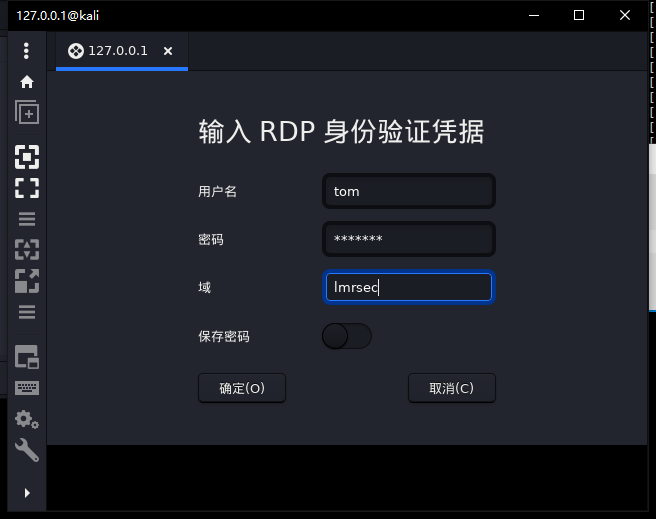 127.0.0.1@kali
127.0.0.1
输入 RDP 身份验证凭据
用户名 tom
密码 *******
域 lmrsec
保存密码
确定(O) 取消(C)